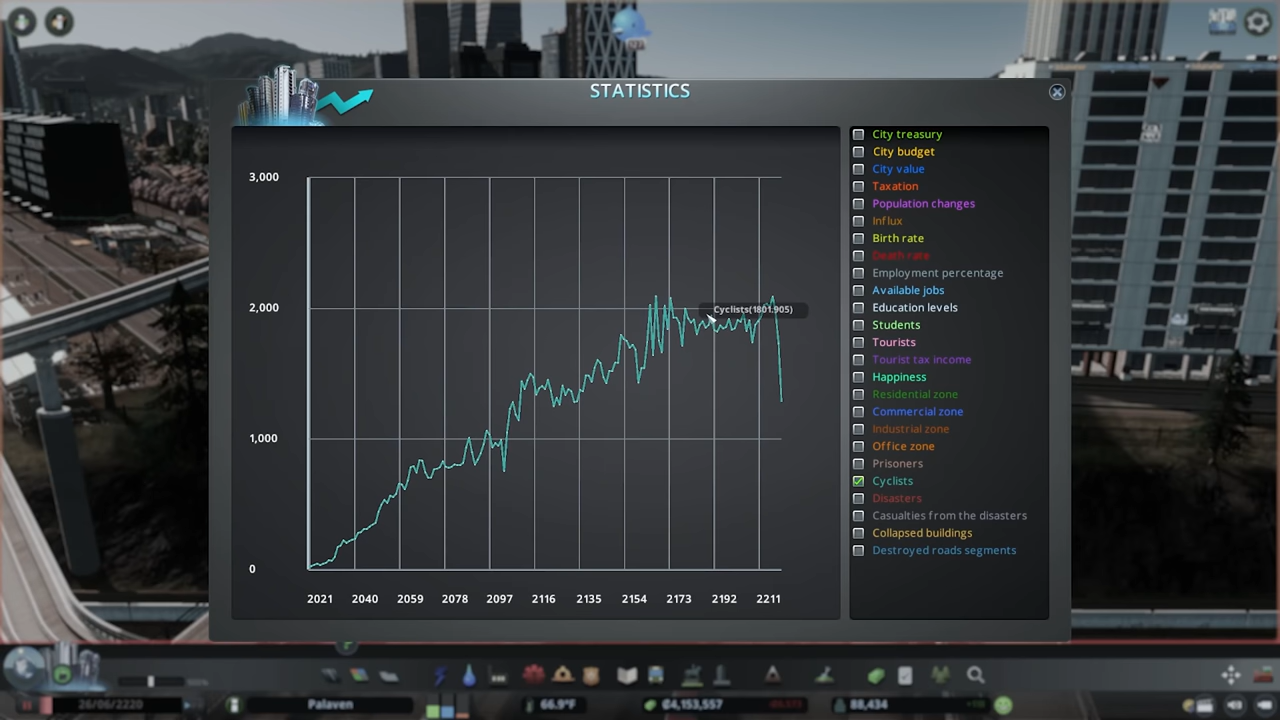 STATISTICS
3,000
2,000
1,000
0
2021 2040 2059 2078 2097 2116 2135 2154 2173 2192 2211
Cyclists(1801.905)
City treasury
City budget
City value
Taxation
Population changes
Influx
Birth rate
Death rate
Employment percentage
Available jobs
Education levels
Students
Tourists
Tourist tax income
Happiness
Residential zone
Commercial zone
Industrial zone
Office zone
Prisoners
Cyclists
Disasters
Casualties from the disasters
Collapsed buildings
Destroyed roads segments
26/06/2220 Palaven 66.9°F ₡4,153,557 88,434